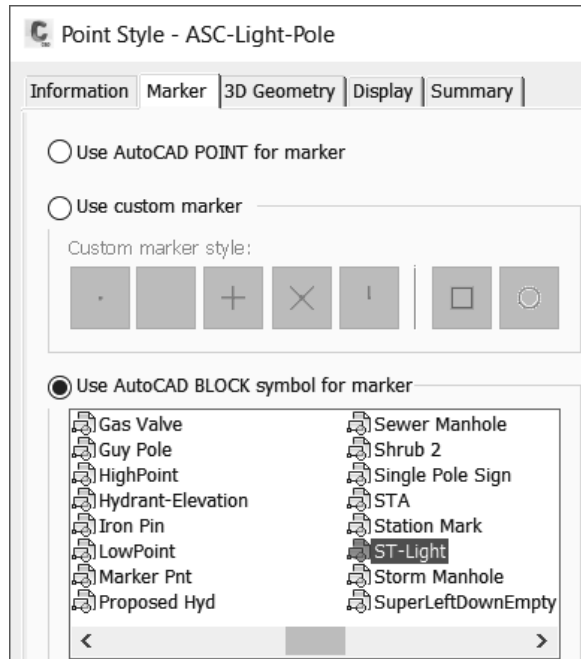 Point Style - ASC-Light-Pole
Information Marker 3D Geometry Display Summary
Use AutoCAD POINT for marker
Use custom marker
Custom marker style:
Use AutoCAD BLOCK symbol for marker
Gas Valve
Guy Pole
HighPoint
Hydrant-Elevation
Iron Pin
LowPoint
Marker Pnt
Proposed Hyd
Sewer Manhole
Shrub 2
Single Pole Sign
STA
Station Mark
ST-Light
Storm Manhole
SuperLeftDownEmpty